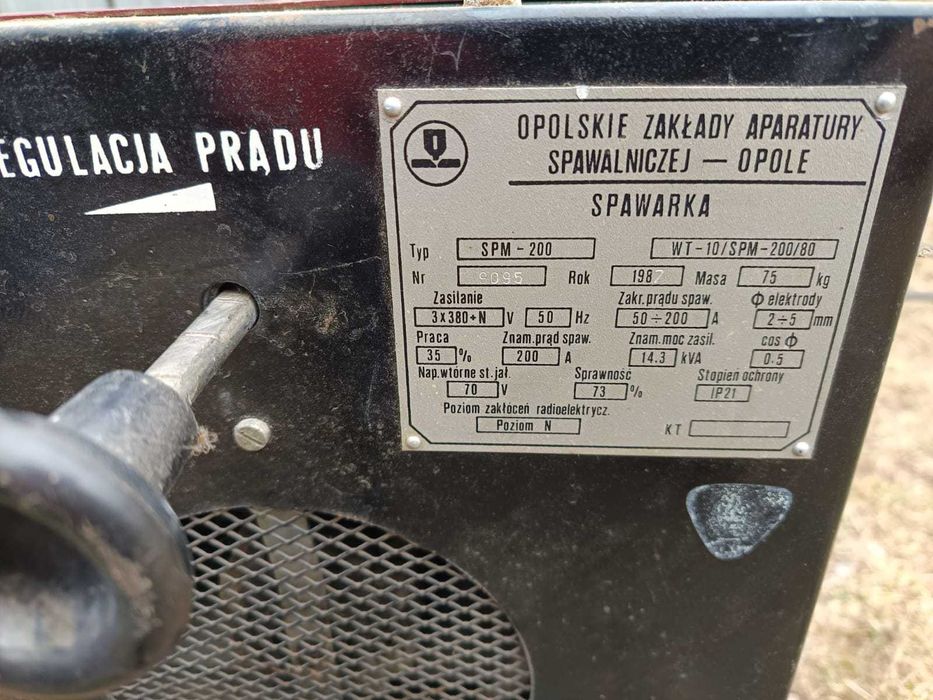 EGULACJA PRĄDU
OPOLSKIE ZAKŁADY APARATURY
SPAWALNICZEJ — OPOLE
SPAWARKA
Typ SPM - 200 WT-10/SPM-200/80
Nr Rok 1987 Masa 75 kg
Zasilanie Zakr. prądu spaw. Φ elektrody
3x380+N V 50 Hz 50÷200 A 2÷5 mm
Praca Znam. prąd spaw. Znam. moc zasil. cos Φ
35 % 200 A 14.3 kVA 0.5
Nap. wtórne st. jał. Sprawność Stopień ochrony
70 V 73 % IP21
Poziom zakłóceń radioelektrycz.
Poziom N KT